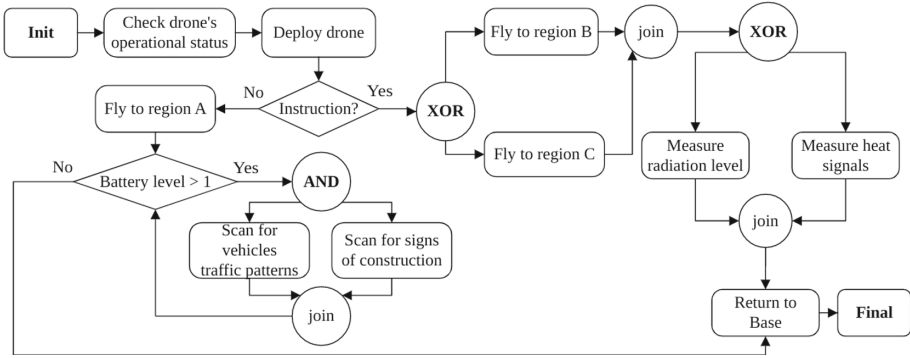 Init
Check drone's
operational status
Deploy drone
Instruction?
No
Yes
Fly to region A
Battery level > 1
No
Yes
AND
Scan for
vehicles
traffic patterns
Scan for signs
of construction
join
XOR
Fly to region B
Fly to region C
join
XOR
Measure
radiation level
Measure heat
signals
join
Return to
Base
Final